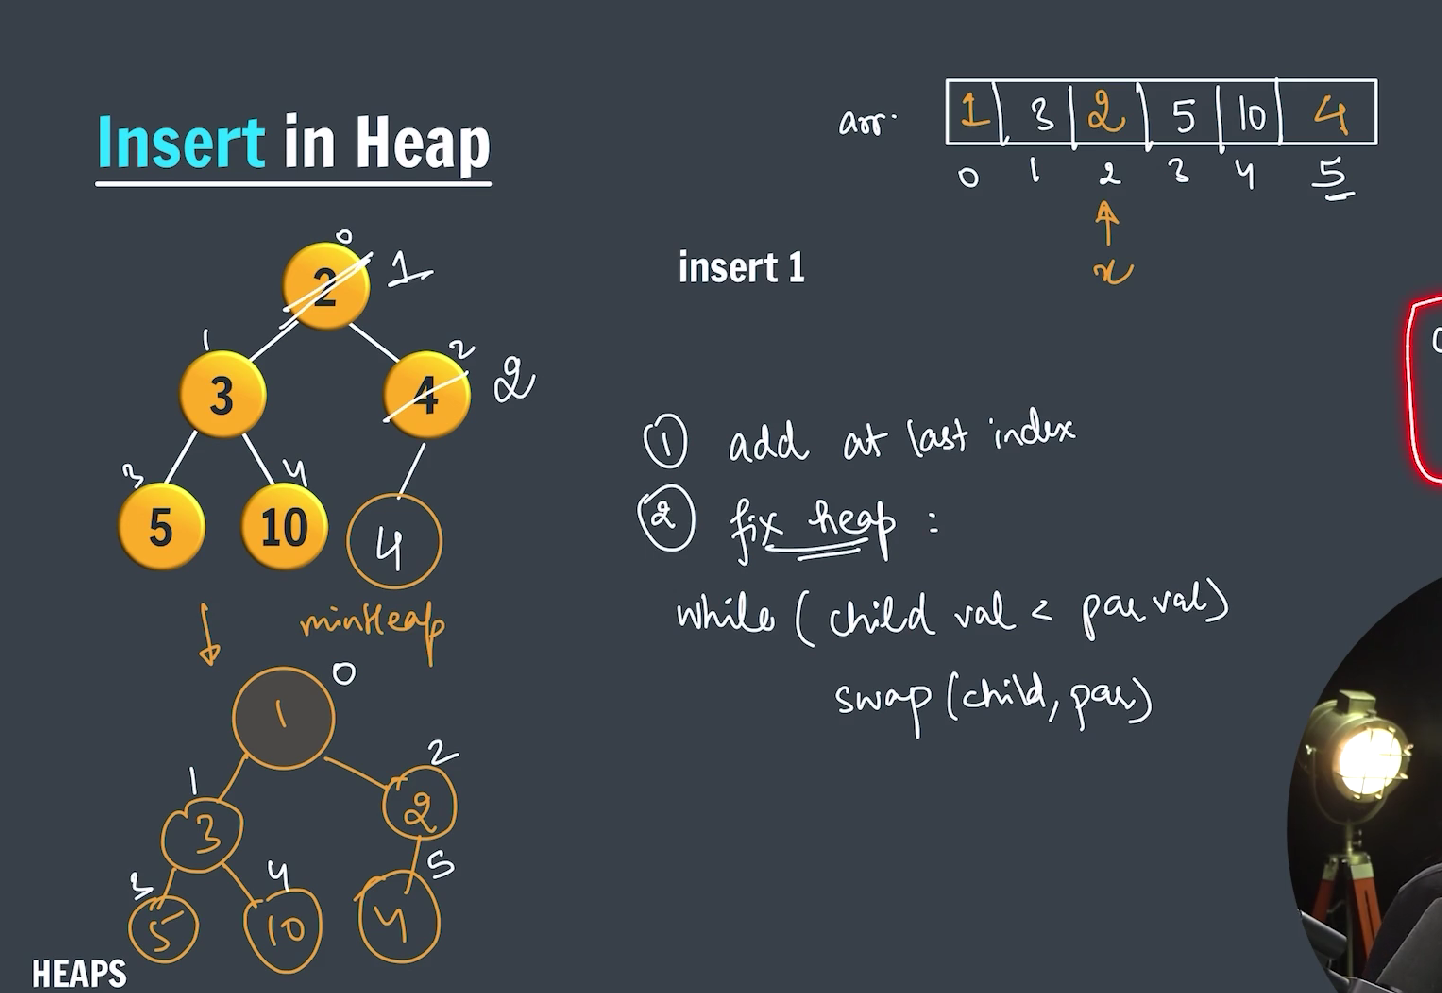 Insert in Heap
arr.
1 3 2 5 10 4
0 1 2 3 4 5
x
insert 1
0
2 1
1 2
3 4 2
3 4
5 10 4
minHeap
① add at last index
② fix heap :
while ( child val < par val)
swap (child, par)
0
1
1 2
3 2
3 4 5
5 10 4
HEAPS